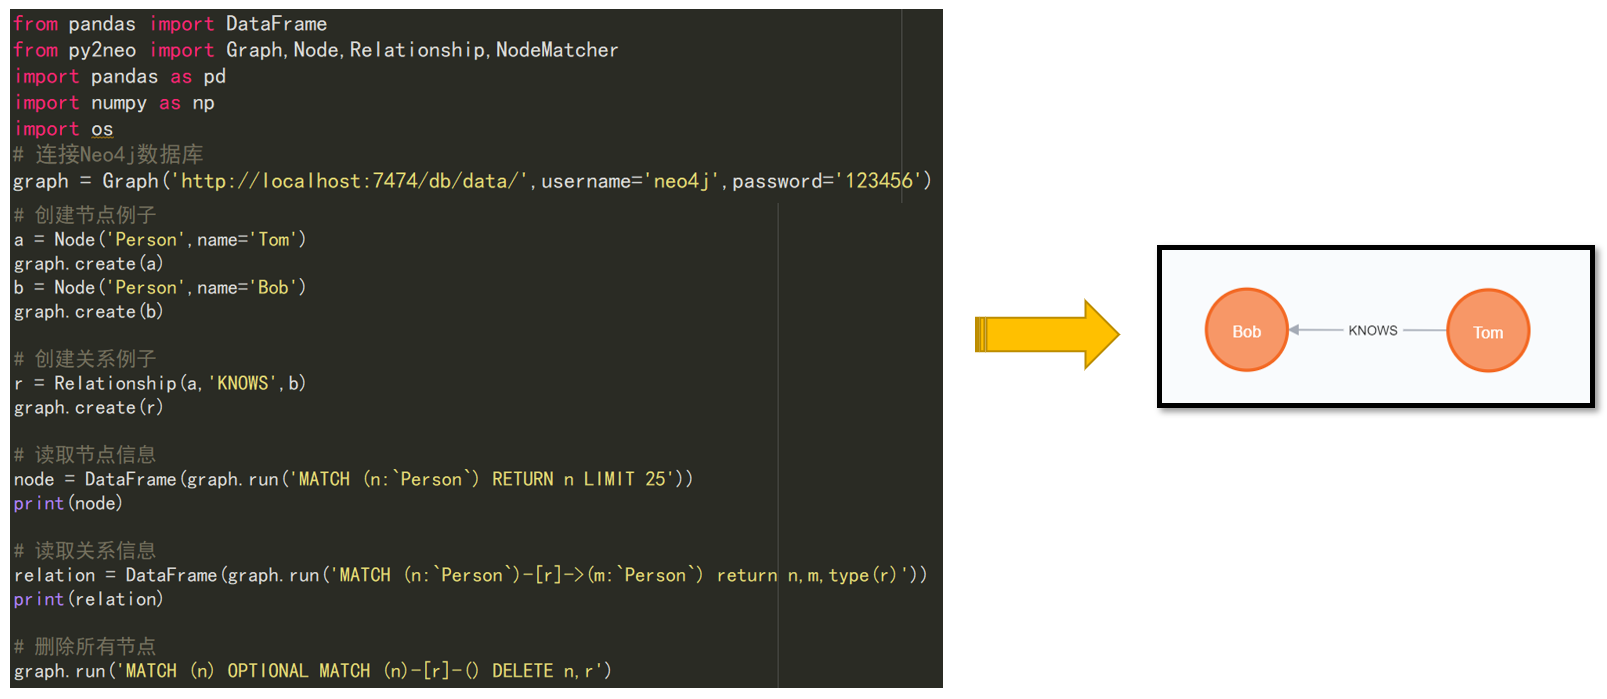 from pandas import DataFrame
from py2neo import Graph,Node,Relationship,NodeMatcher
import pandas as pd
import numpy as np
import os
# 连接Neo4j数据库
graph = Graph('http://localhost:7474/db/data/',username='neo4j',password='123456')
# 创建节点例子
a = Node('Person',name='Tom')
graph.create(a)
b = Node('Person',name='Bob')
graph.create(b)
# 创建关系例子
r = Relationship(a,'KNOWS',b)
graph.create(r)
# 读取节点信息
node = DataFrame(graph.run('MATCH (n:`Person`) RETURN n LIMIT 25'))
print(node)
# 读取关系信息
relation = DataFrame(graph.run('MATCH (n:`Person`)-[r]->(m:`Person`) return n,m,type(r)'))
print(relation)
# 删除所有节点
graph.run('MATCH (n) OPTIONAL MATCH (n)-[r]-() DELETE n,r')
Bob KNOWS Tom